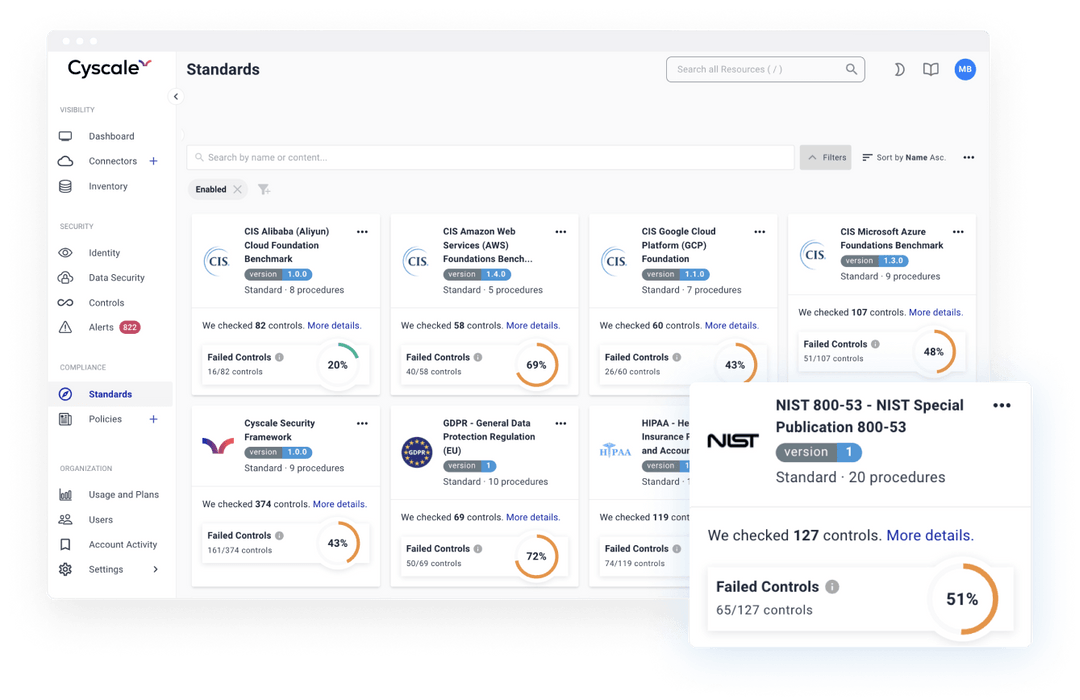 Cyscale
Standards
Search all Resources ( / )
MB
VISIBILITY
Dashboard
Connectors +
Inventory
SECURITY
Identity
Data Security
Controls
Alerts 822
COMPLIANCE
Standards
Policies +
ORGANIZATION
Usage and Plans
Users
Account Activity
Settings
Search by name or content...
Filters
Sort by Name Asc.
Enabled
CIS
CIS Alibaba (Aliyun)
Cloud Foundation
Benchmark
version 1.0.0
Standard · 8 procedures
We checked 82 controls. More details.
Failed Controls
16/82 controls
20%
CIS
CIS Amazon Web
Services (AWS)
Foundations Bench...
version 1.4.0
Standard · 5 procedures
We checked 58 controls. More details.
Failed Controls
40/58 controls
69%
CIS
CIS Google Cloud
Platform (GCP)
Foundation
version 1.1.0
Standard · 7 procedures
We checked 60 controls. More details.
Failed Controls
26/60 controls
43%
CIS
CIS Microsoft Azure
Foundations Benchmark
version 1.3.0
Standard · 9 procedures
We checked 107 controls. More details.
Failed Controls
51/107 controls
48%
Cyscale Security
Framework
version 1.0.0
Standard · 9 procedures
We checked 374 controls. More details.
Failed Controls
161/374 controls
43%
GDPR
GDPR - General Data
Protection Regulation
(EU)
version 1
Standard · 10 procedures
We checked 69 controls. More details.
Failed Controls
50/69 controls
72%
HIPAA
HIPAA - He
Insurance F
and Accour
version 1
Standard ·
We checked 119 cont
Failed Controls
74/119 controls
NIST
NIST 800-53 - NIST Special
Publication 800-53
version 1
Standard · 20 procedures
We checked 127 controls. More details.
Failed Controls
65/127 controls
51%